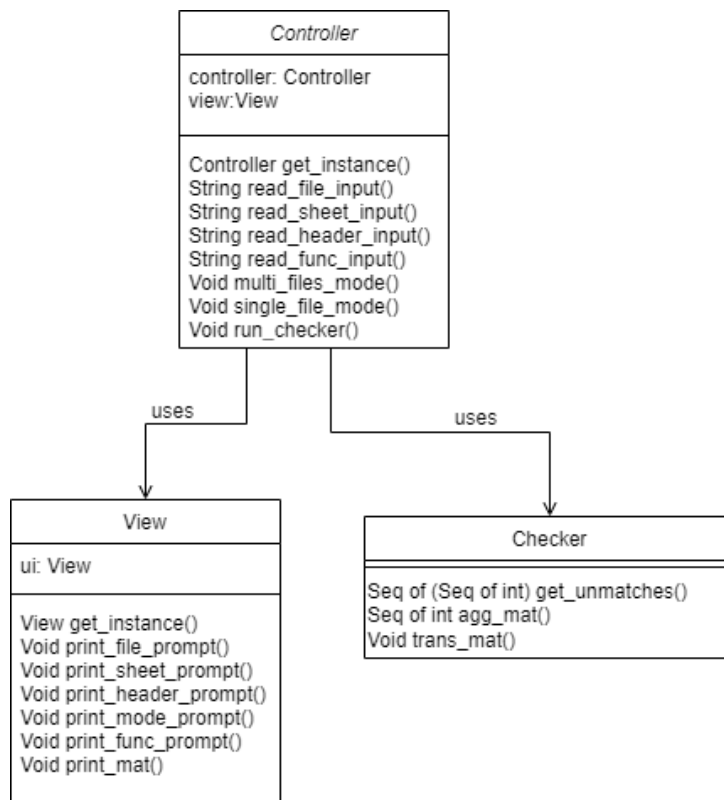 Controller
controller: Controller
view:View
Controller get_instance()
String read_file_input()
String read_sheet_input()
String read_header_input()
String read_func_input()
Void multi_files_mode()
Void single_file_mode()
Void run_checker()
uses
uses
View
ui: View
View get_instance()
Void print_file_prompt()
Void print_sheet_prompt()
Void print_header_prompt()
Void print_mode_prompt()
Void print_func_prompt()
Void print_mat()
Checker
Seq of (Seq of int) get_unmatches()
Seq of int agg_mat()
Void trans_mat()